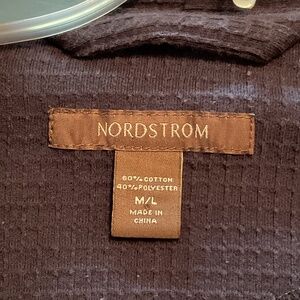 NORDSTROM
60% COTTON
40% POLYESTER
M/L
MADE IN
CHINA